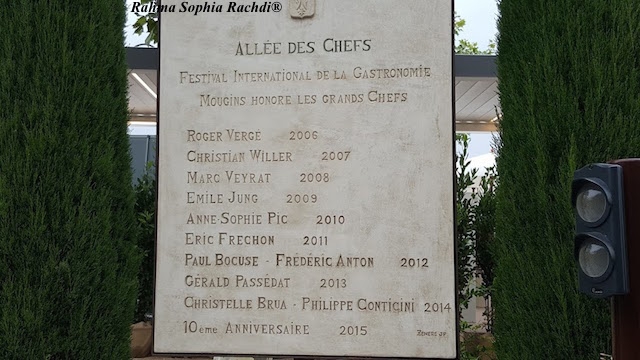 Rahma Sophia Rachdi®
ALLÉE DES CHEFS
FESTIVAL INTERNATIONAL DE LA GASTRONOMIE
MOUGINS HONORE LES GRANDS CHEFS
ROGER VERGÉ 2006
CHRISTIAN WILLER 2007
MARC VEYRAT 2008
EMILE JUNG 2009
ANNE-SOPHIE PIC 2010
ERIC FRECHON 2011
PAUL BOCUSE - FRÉDÉRIC ANTON 2012
GÉRALD PASSÉDAT 2013
CHRISTELLE BRUA - PHILIPPE CONTICINI 2014
10ÈME ANNIVERSAIRE 2015